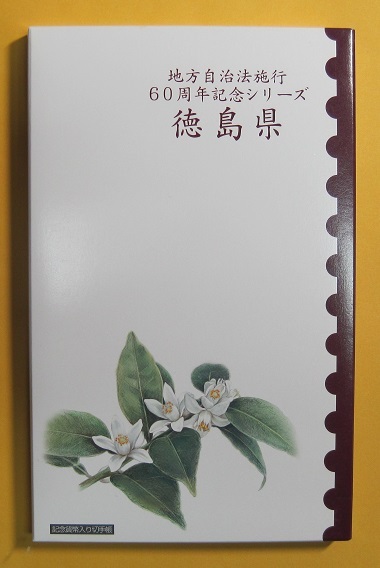 地方自治法施行
60周年記念シリーズ
徳島県
記念貨幣入り切手帳